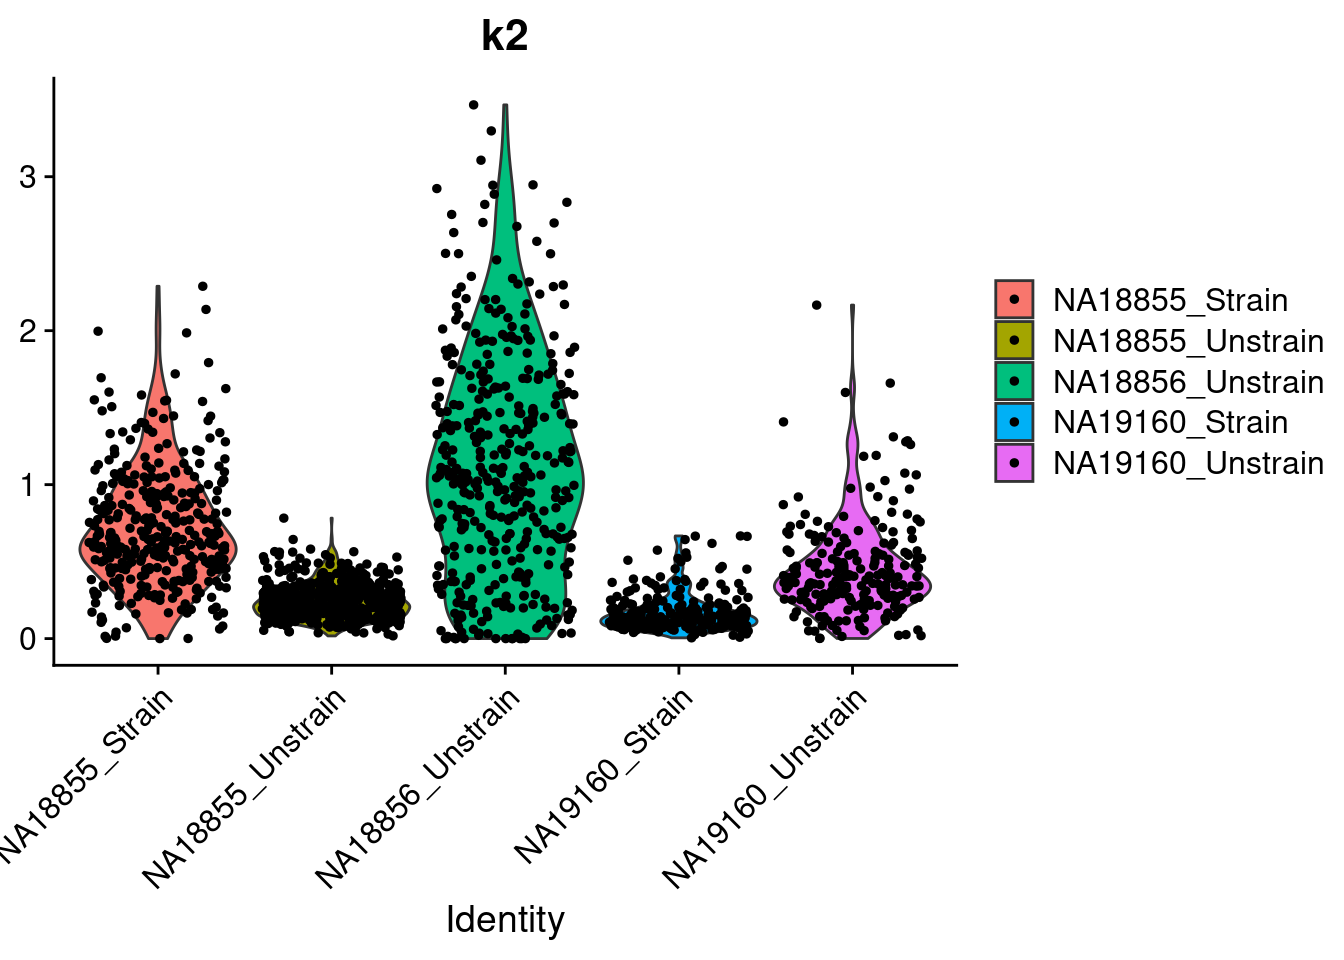 k2
3
2
1
0
NA18855_Strain
NA18855_Unstrain
NA18856_Unstrain
NA19160_Strain
NA19160_Unstrain
Identity
NA18855_Strain
NA18855_Unstrain
NA18856_Unstrain
NA19160_Strain
NA19160_Unstrain